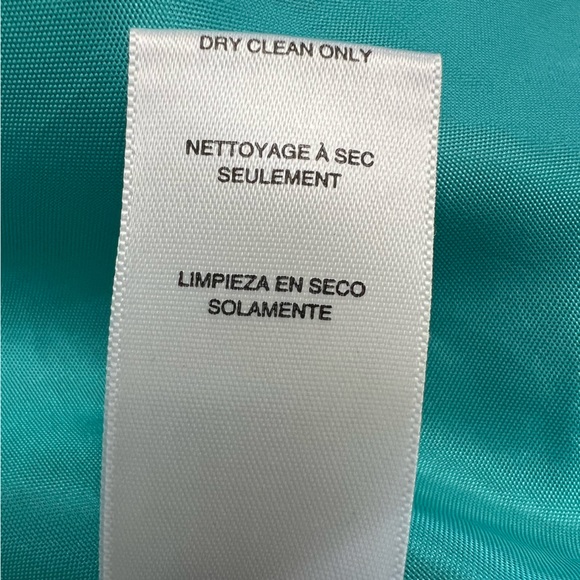 DRY CLEAN ONLY
NETTOYAGE À SEC
SEULEMENT
LIMPIEZA EN SECO
SOLAMENTE